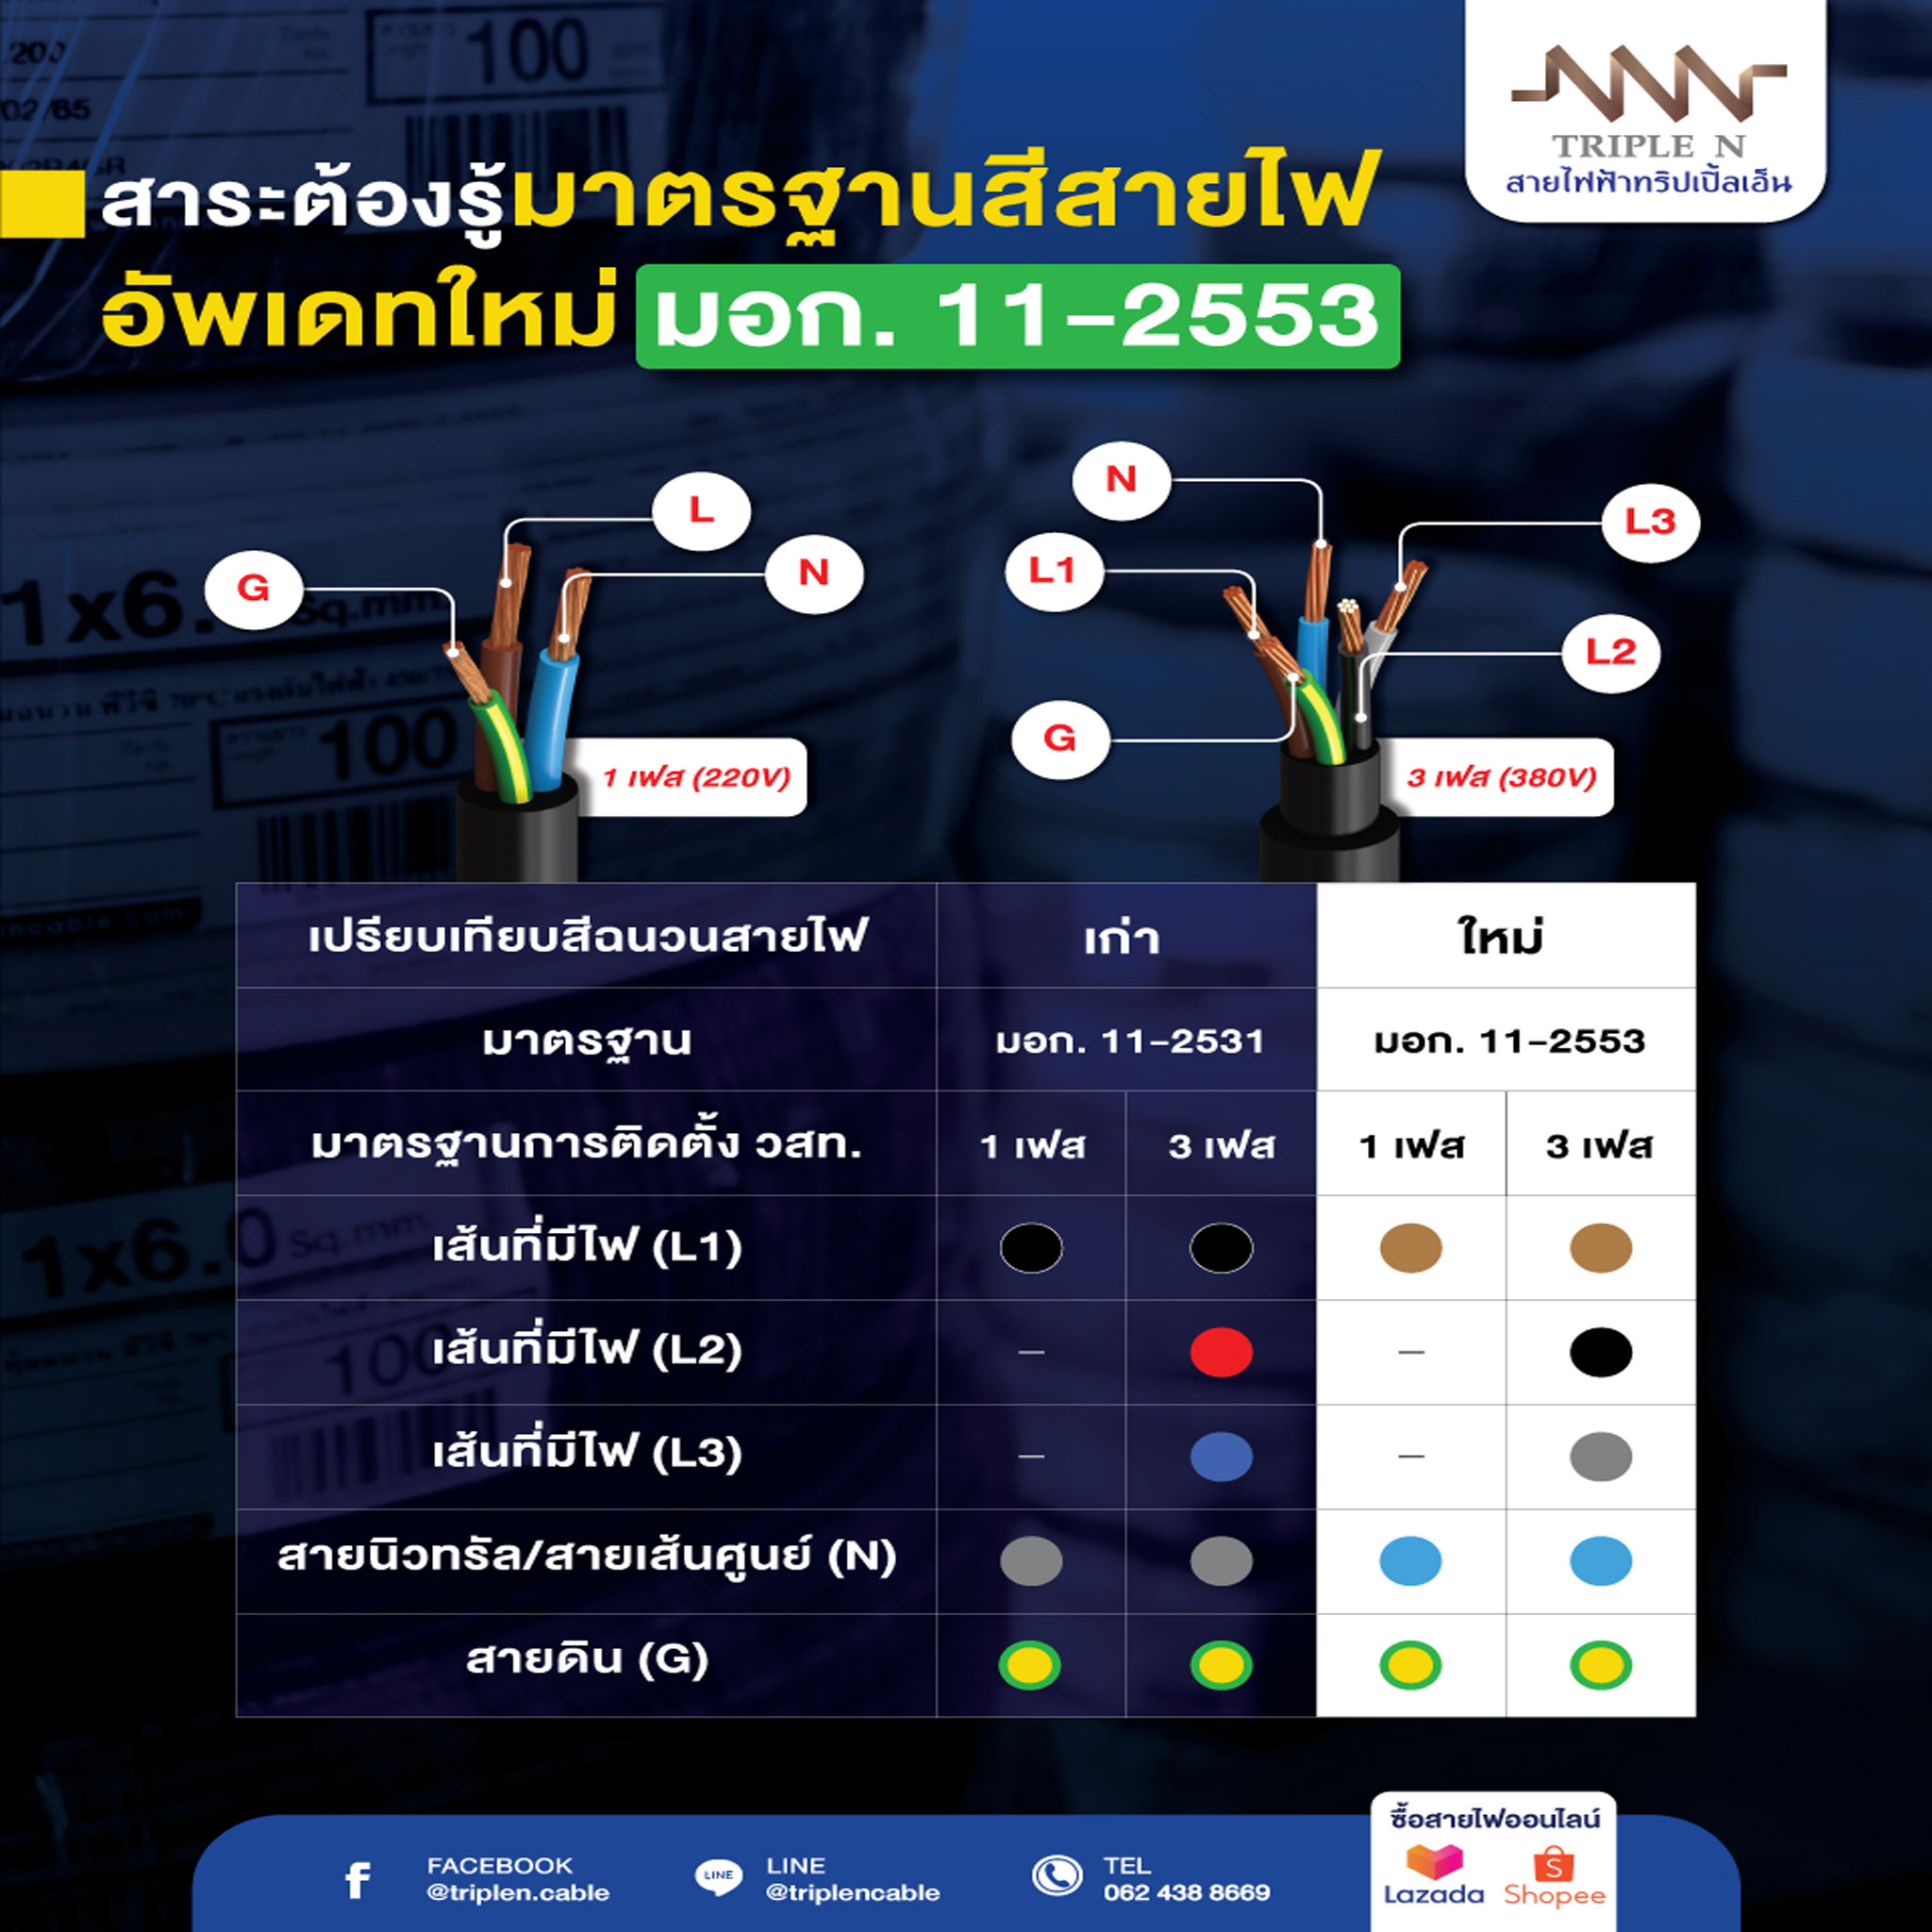 TRIPLE N
สายไฟฟ้าทริปเปิ้ลเอ็น
สาระต้องรู้มาตรฐานสีสายไฟ
อัพเดทใหม่ มอก. 11-2553
G
L
N
1 เฟส (220V)
N
L1
G
L3
L2
3 เฟส (380V)
เปรียบเทียบสีฉนวนสายไฟ เก่า ใหม่
มาตรฐาน มอก. 11-2531 มอก. 11-2553
มาตรฐานการติดตั้ง วสท. 1 เฟส 3 เฟส 1 เฟส 3 เฟส
เส้นที่มีไฟ (L1)
เส้นที่มีไฟ (L2) – –
เส้นที่มีไฟ (L3) – –
สายนิวทรัล/สายเส้นศูนย์ (N)
สายดิน (G)
100
1x6.
Sq.mm.
100
1x6.0 Sq.mm.
100
FACEBOOK
@triplen.cable
LINE
LINE
@triplencable
TEL
062 438 8669
ซื้อสายไฟออนไลน์
Lazada
Shopee